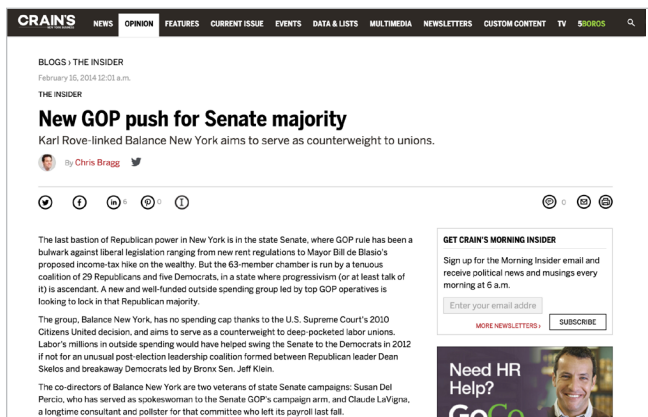 CRAIN'S NEWS OPINION FEATURES CURRENT ISSUE EVENTS DATA & LISTS MULTIMEDIA NEWSLETTERS CUSTOM CONTENT TV 5BOROS
BLOGS › THE INSIDER
February 16, 2014 12:01 a.m.
THE INSIDER
New GOP push for Senate majority
Karl Rove-linked Balance New York aims to serve as counterweight to unions.
By Chris Bragg
6 0 0
The last bastion of Republican power in New York is in the state Senate, where GOP rule has been a
bulwark against liberal legislation ranging from new rent regulations to Mayor Bill de Blasio's
proposed income-tax hike on the wealthy. But the 63-member chamber is run by a tenuous
coalition of 29 Republicans and five Democrats, in a state where progressivism (or at least talk of
it) is ascendant. A new and well-funded outside spending group led by top GOP operatives is
looking to lock in that Republican majority.
The group, Balance New York, has no spending cap thanks to the U.S. Supreme Court's 2010
Citizens United decision, and aims to serve as a counterweight to deep-pocketed labor unions.
Labor's millions in outside spending would have helped swing the Senate to the Democrats in 2012
if not for an unusual post-election leadership coalition formed between Republican leader Dean
Skelos and breakaway Democrats led by Bronx Sen. Jeff Klein.
The co-directors of Balance New York are two veterans of state Senate campaigns: Susan Del
Percio, who has served as spokeswoman to the Senate GOP's campaign arm, and Claude LaVigna,
a longtime consultant and pollster for that committee who left its payroll last fall.
GET CRAIN'S MORNING INSIDER
Sign up for the Morning Insider email and
receive political news and musings every
morning at 6 a.m.
Enter your email addre
MORE NEWSLETTERS › SUBSCRIBE
Need HR
Help?
GoCo